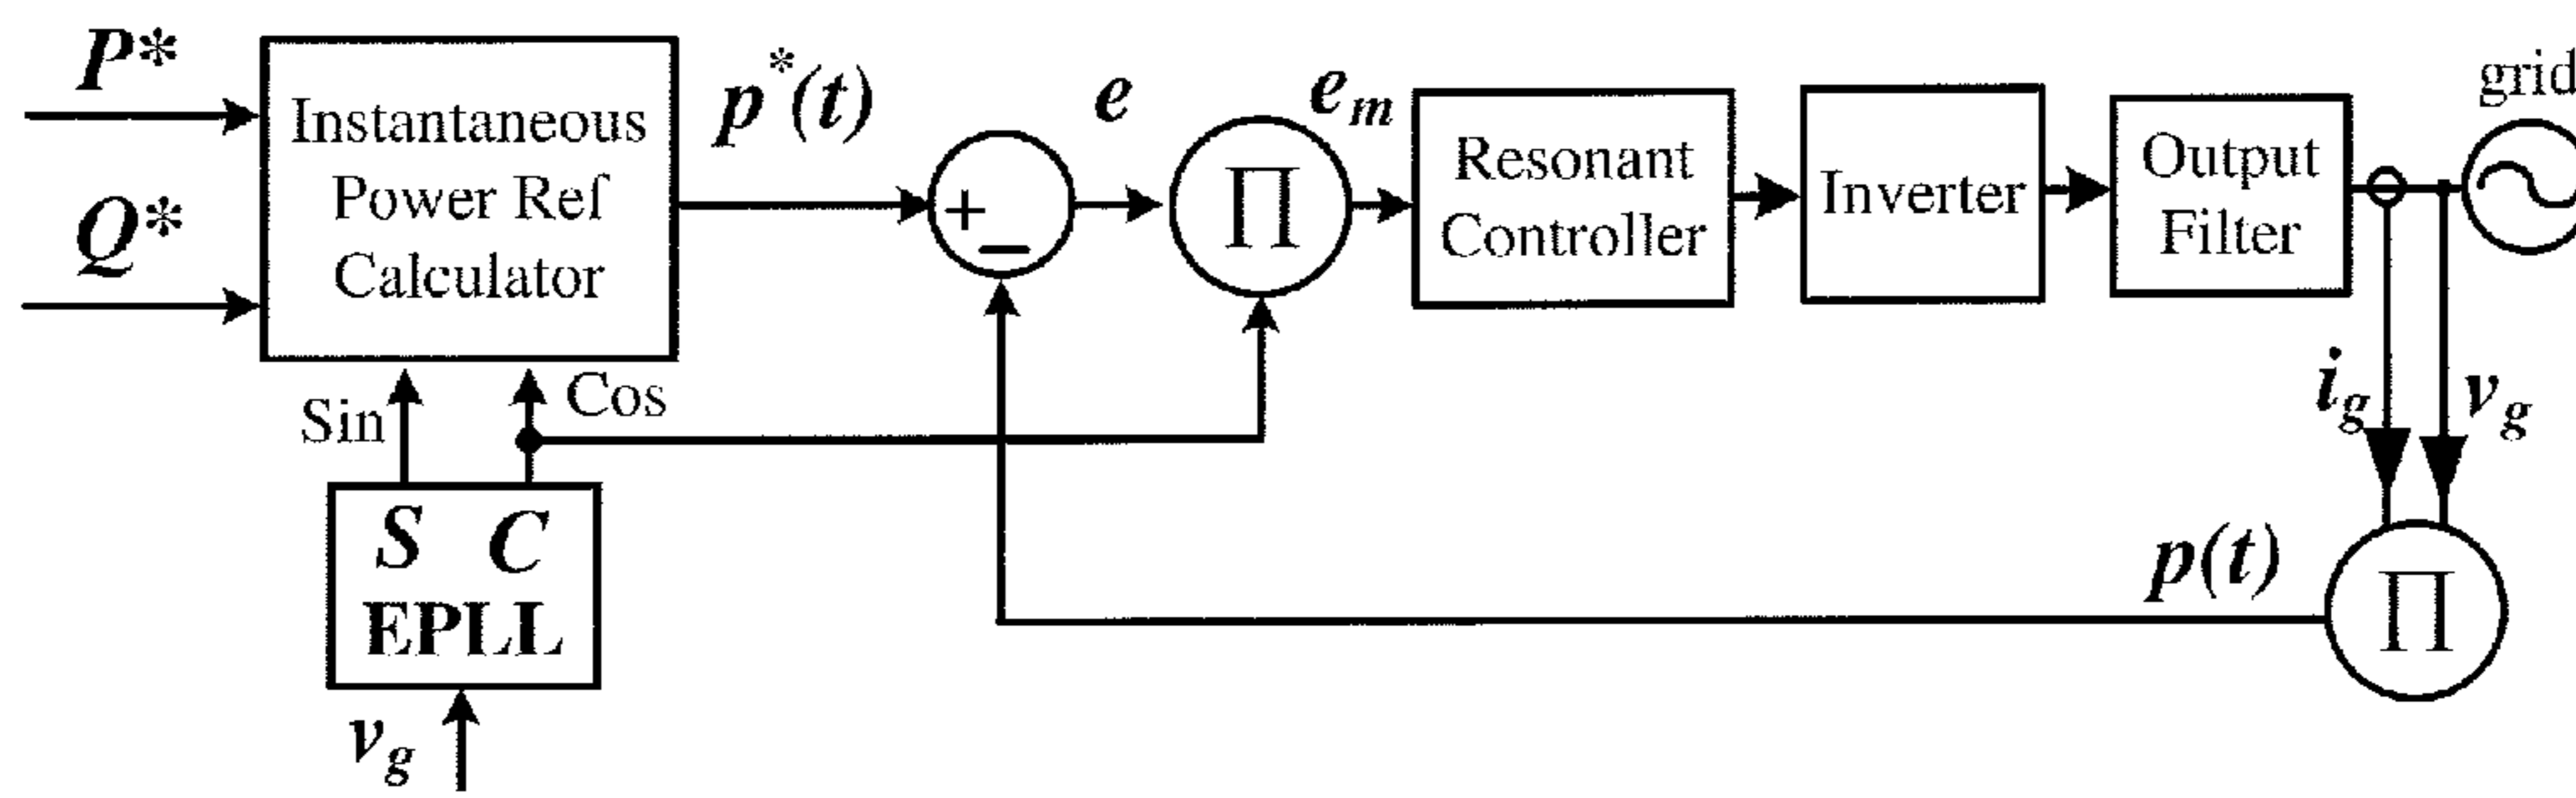 P*
Q*
Instantaneous
Power Ref
Calculator
p*(t)
+
−
e
Π
e_m
Resonant
Controller
Inverter
Output
Filter
grid
Sin
Cos
S C
EPLL
v_g
i_g
v_g
p(t)
Π